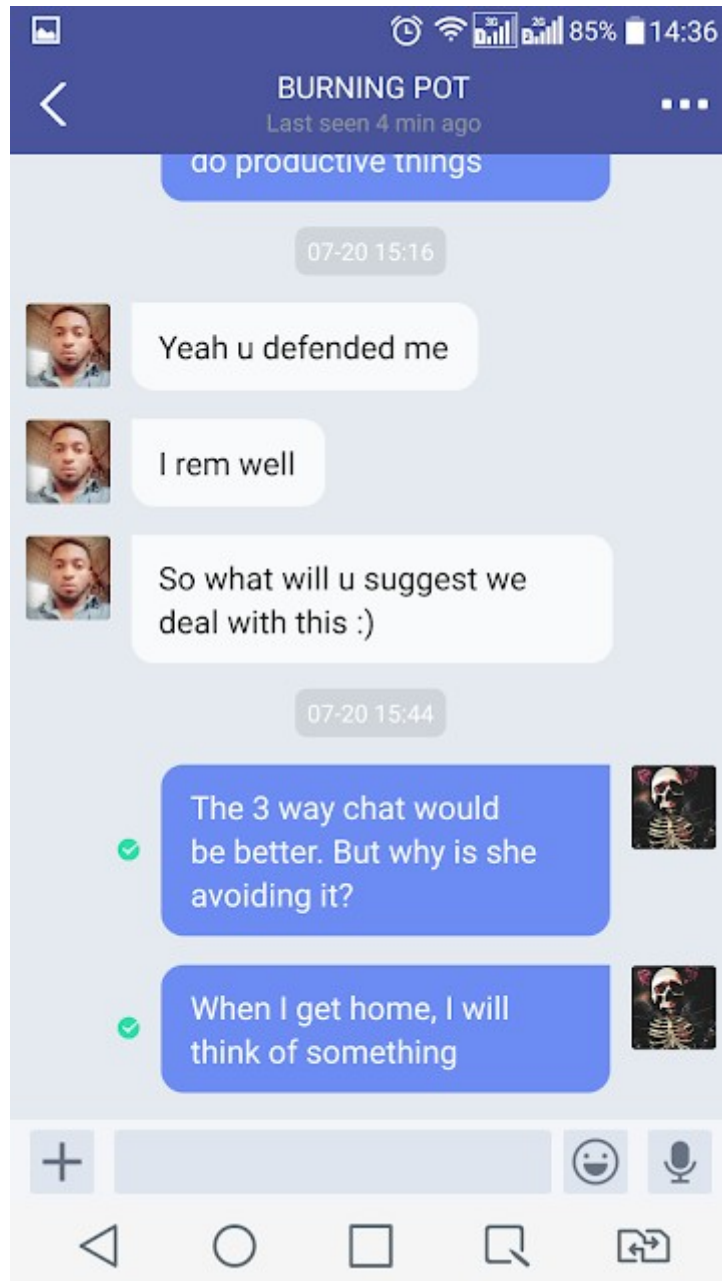 85% 14:36
BURNING POT
Last seen 4 min ago
do productive things
07-20 15:16
Yeah u defended me
I rem well
So what will u suggest we
deal with this :)
07-20 15:44
The 3 way chat would
be better. But why is she
avoiding it?
When I get home, I will
think of something